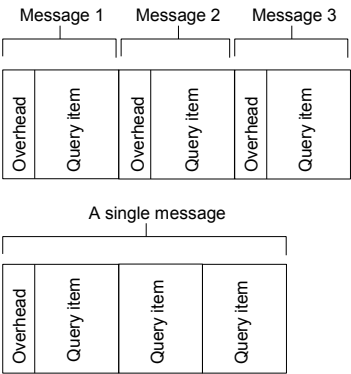 Message 1 Message 2 Message 3
Overhead Query item Overhead Query item Overhead Query item
A single message
Overhead Query item Query item Query item